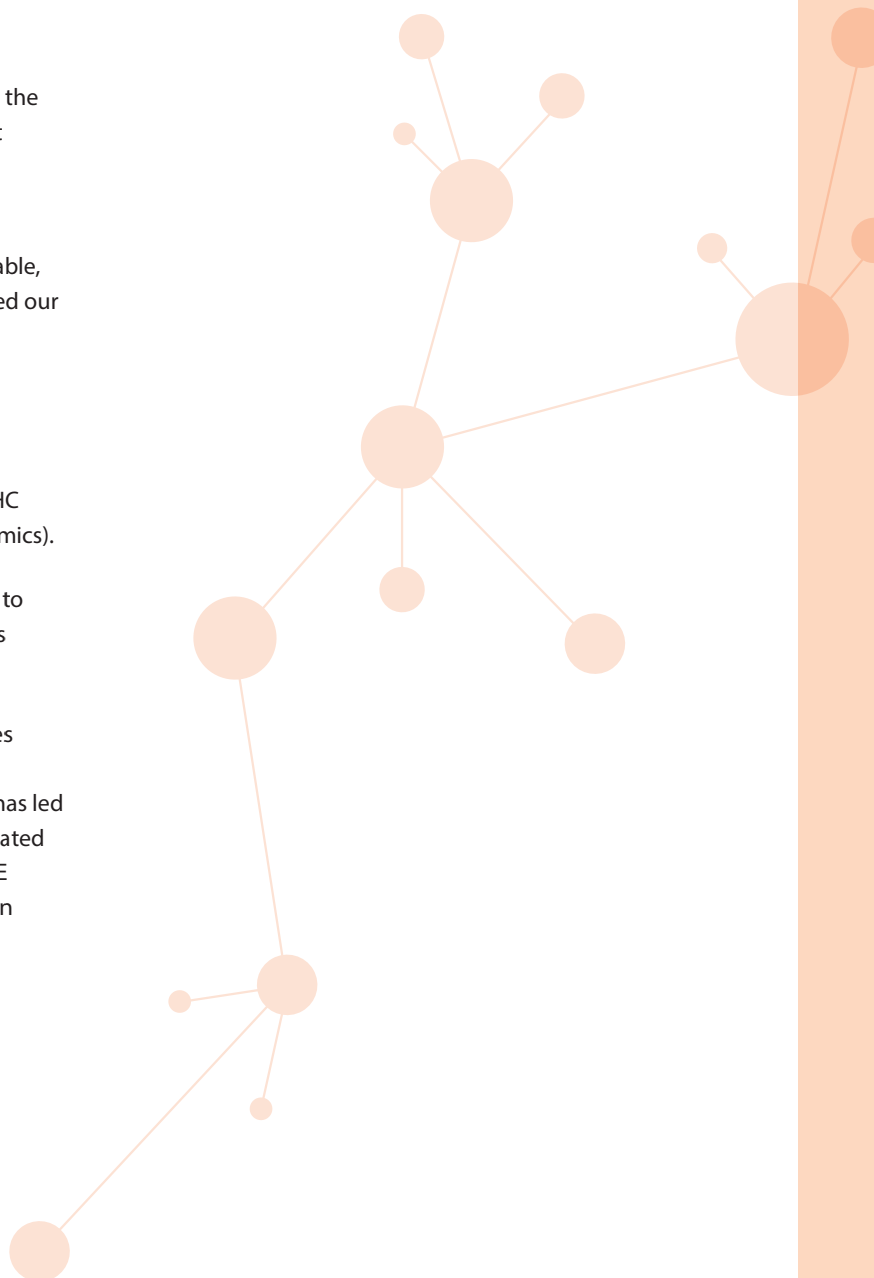 the
able,
ed our
HC
mics).
to
s
es
has led
ated
E
n